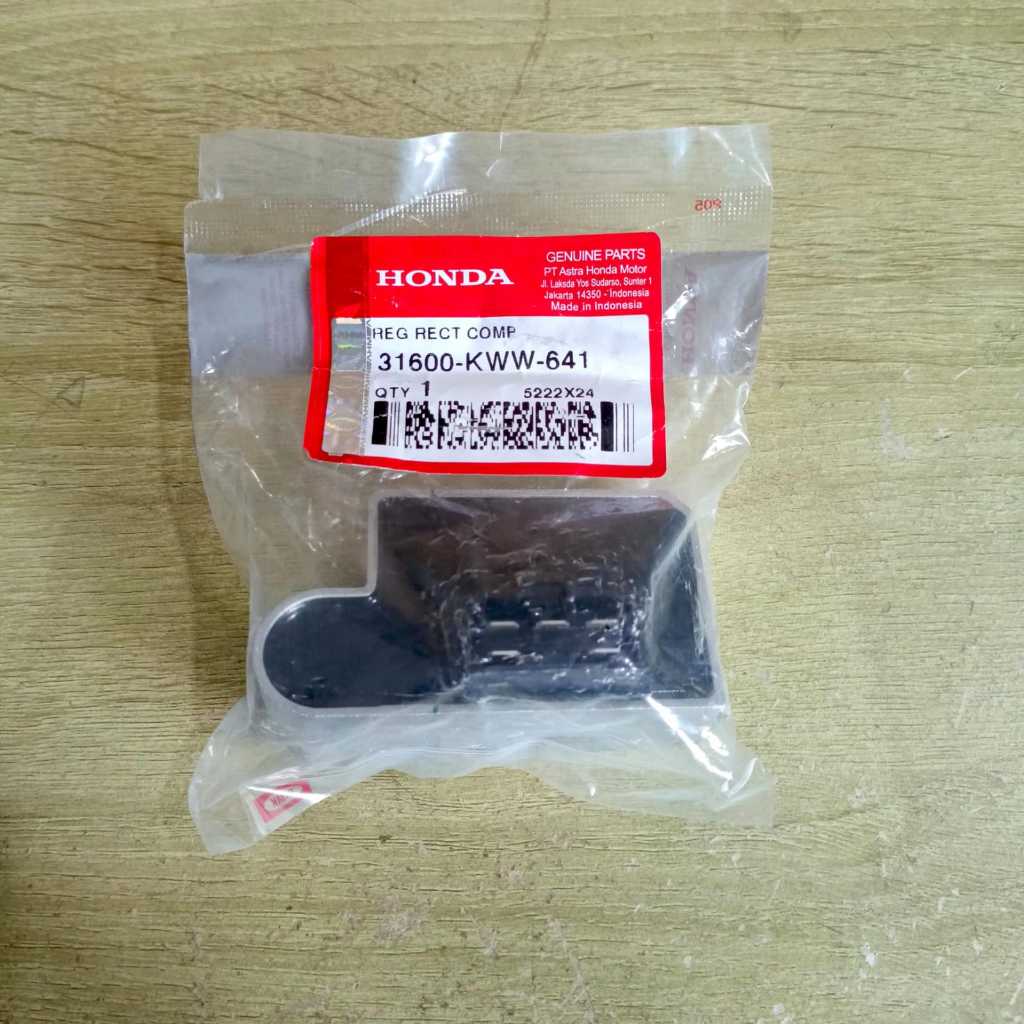 805
HONDA
GENUINE PARTS
PT Astra Honda Motor
Jl. Laksda Yos Sudarso, Sunter 1
Jakarta 14350 - Indonesia
Made in Indonesia
REG RECT COMP
31600-KWW-641
QTY 1
5222X24